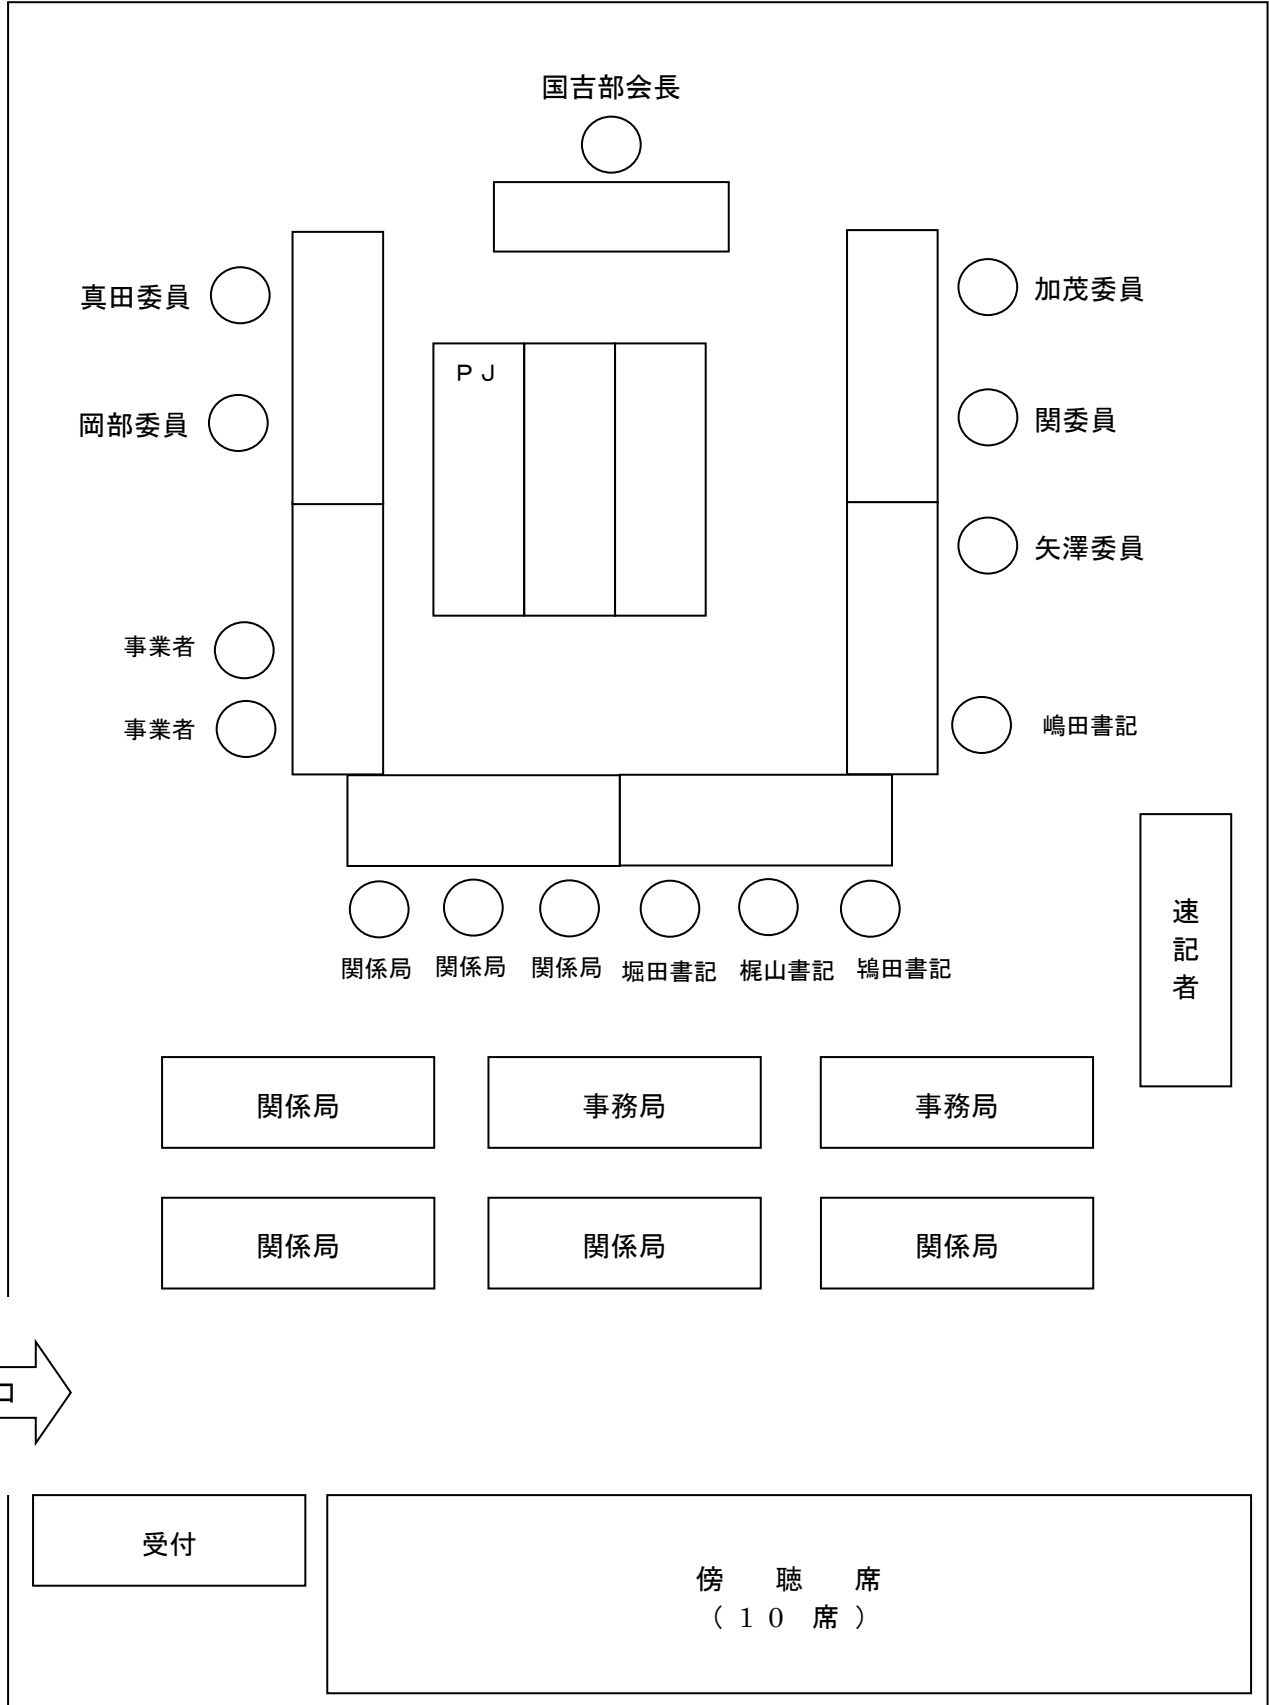 国吉部会長
真田委員
加茂委員
ＰＪ
岡部委員
関委員
矢澤委員
事業者
事業者
嶋田書記
関係局
関係局
関係局
堀田書記
梶山書記
鴇田書記
速記者
関係局
事務局
事務局
関係局
関係局
関係局
口
受付
傍　聴　席
（１０　席）